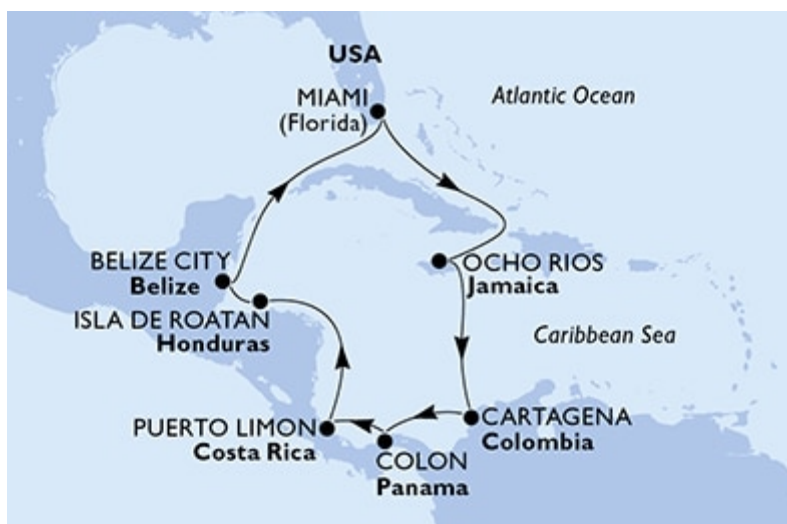 USA
MIAMI
(Florida)
Atlantic Ocean
BELIZE CITY
Belize
OCHO RIOS
Jamaica
ISLA DE ROATAN
Honduras
Caribbean Sea
PUERTO LIMON
Costa Rica
CARTAGENA
Colombia
COLON
Panama